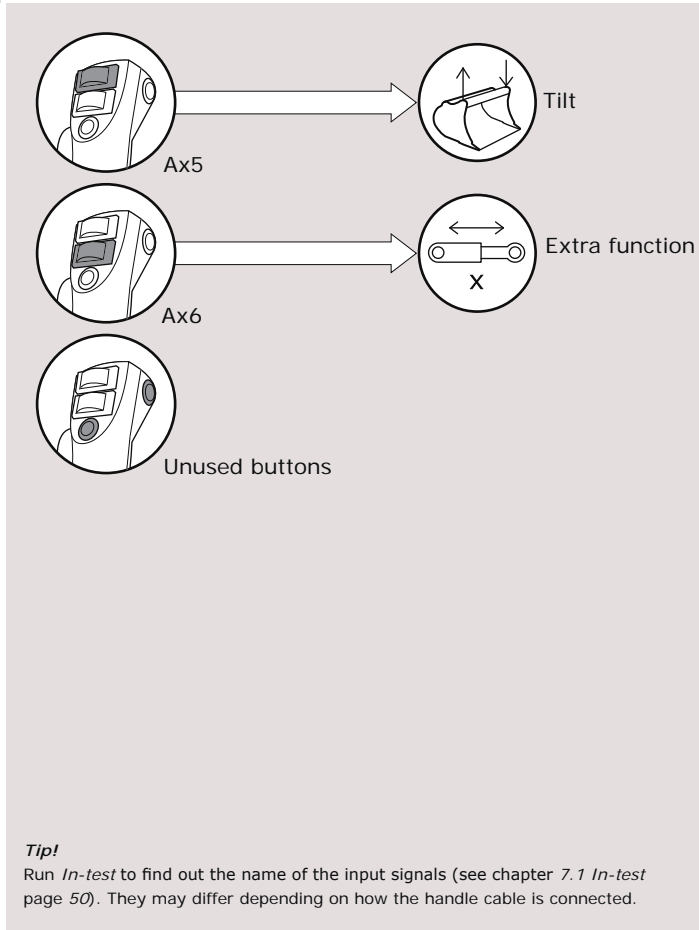 Ax5
Tilt
Ax6
Extra function
X
Unused buttons
Tip!
Run In-test to find out the name of the input signals (see chapter 7.1 In-test
page 50). They may differ depending on how the handle cable is connected.